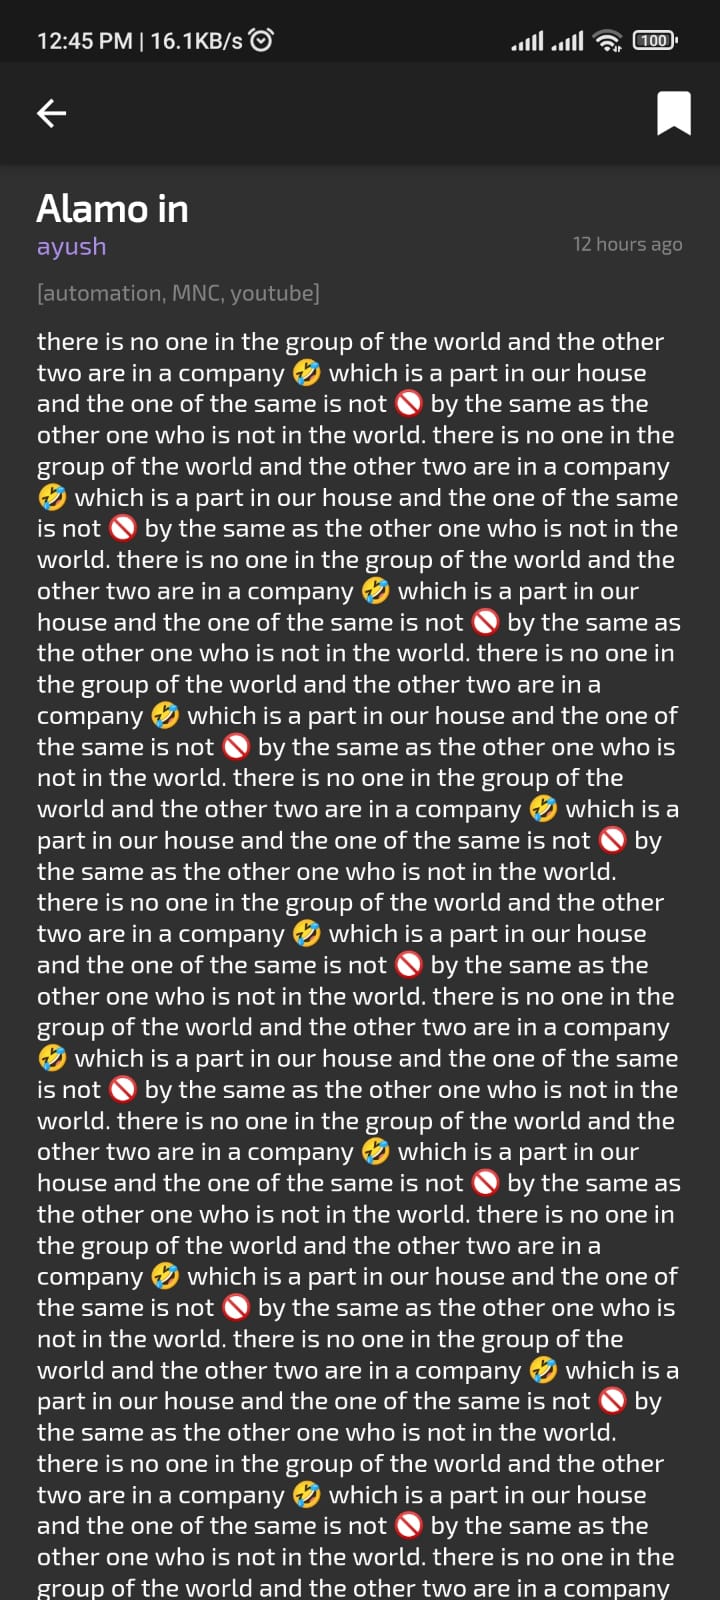 12:45 PM | 16.1KB/s
100
Alamo in
ayush
12 hours ago
[automation, MNC, youtube]
there is no one in the group of the world and the other
two are in a company 🤣 which is a part in our house
and the one of the same is not 🚫 by the same as the
other one who is not in the world. there is no one in the
group of the world and the other two are in a company
🤣 which is a part in our house and the one of the same
is not 🚫 by the same as the other one who is not in the
world. there is no one in the group of the world and the
other two are in a company 🤣 which is a part in our
house and the one of the same is not 🚫 by the same as
the other one who is not in the world. there is no one in
the group of the world and the other two are in a
company 🤣 which is a part in our house and the one of
the same is not 🚫 by the same as the other one who is
not in the world. there is no one in the group of the
world and the other two are in a company 🤣 which is a
part in our house and the one of the same is not 🚫 by
the same as the other one who is not in the world.
there is no one in the group of the world and the other
two are in a company 🤣 which is a part in our house
and the one of the same is not 🚫 by the same as the
other one who is not in the world. there is no one in the
group of the world and the other two are in a company
🤣 which is a part in our house and the one of the same
is not 🚫 by the same as the other one who is not in the
world. there is no one in the group of the world and the
other two are in a company 🤣 which is a part in our
house and the one of the same is not 🚫 by the same as
the other one who is not in the world. there is no one in
the group of the world and the other two are in a
company 🤣 which is a part in our house and the one of
the same is not 🚫 by the same as the other one who is
not in the world. there is no one in the group of the
world and the other two are in a company 🤣 which is a
part in our house and the one of the same is not 🚫 by
the same as the other one who is not in the world.
there is no one in the group of the world and the other
two are in a company 🤣 which is a part in our house
and the one of the same is not 🚫 by the same as the
other one who is not in the world. there is no one in the
group of the world and the other two are in a company